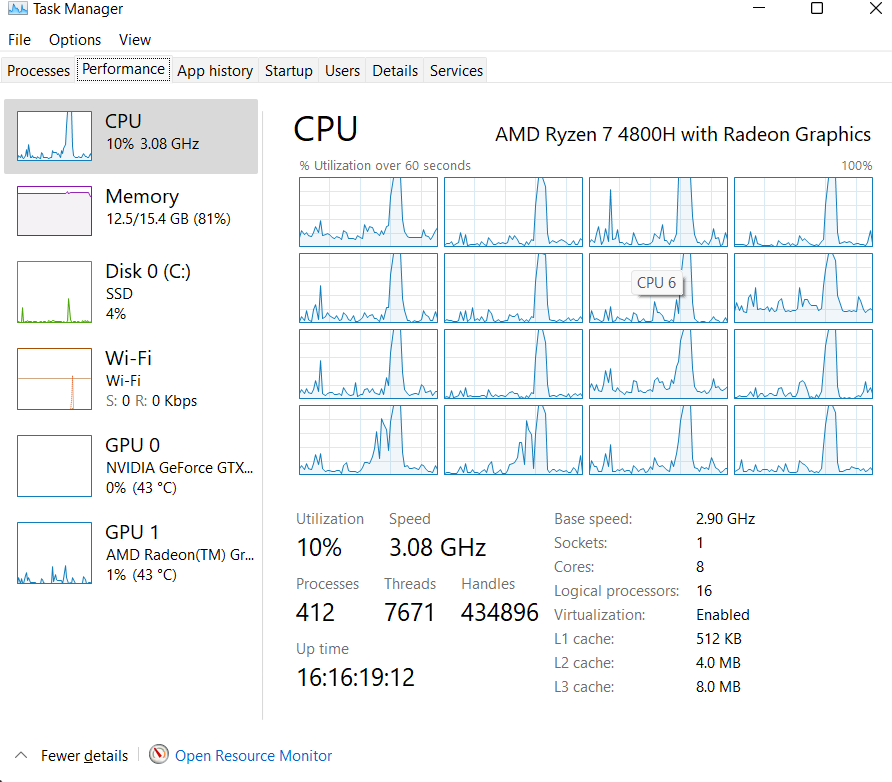 Task Manager
File Options View
Processes Performance App history Startup Users Details Services
CPU
10% 3.08 GHz
Memory
12.5/15.4 GB (81%)
Disk 0 (C:)
SSD
4%
Wi-Fi
Wi-Fi
S: 0 R: 0 Kbps
GPU 0
NVIDIA GeForce GTX...
0% (43 °C)
GPU 1
AMD Radeon(TM) Gr...
1% (43 °C)
CPU AMD Ryzen 7 4800H with Radeon Graphics
% Utilization over 60 seconds 100%
CPU 6
Utilization Speed
10% 3.08 GHz
Processes Threads Handles
412 7671 434896
Up time
16:16:19:12
Base speed: 2.90 GHz
Sockets: 1
Cores: 8
Logical processors: 16
Virtualization: Enabled
L1 cache: 512 KB
L2 cache: 4.0 MB
L3 cache: 8.0 MB
Fewer details Open Resource Monitor